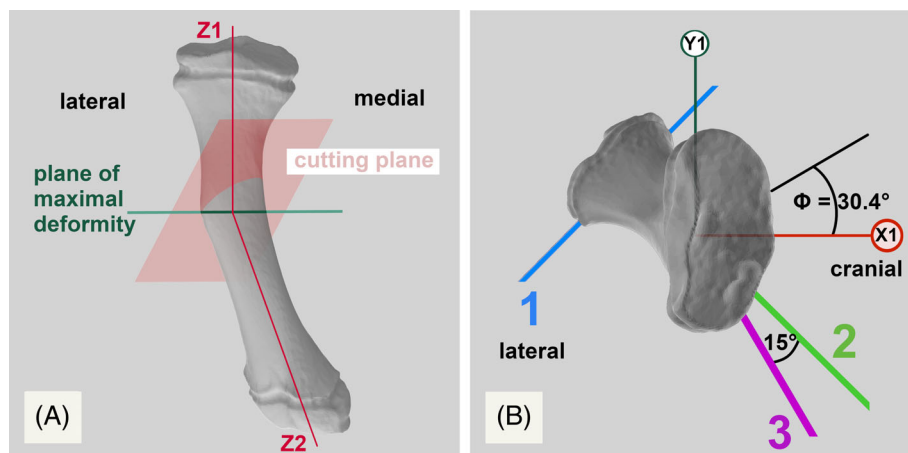 Z1
lateral
medial
cutting plane
plane of
maximal
deformity
Z2
(A)
Y1
Φ = 30.4°
X1
cranial
1
lateral
15°
2
3
(B)